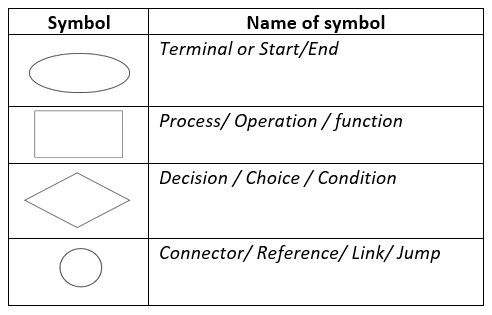 Symbol Name of symbol
Terminal or Start/End
Process/ Operation / function
Decision / Choice / Condition
Connector/ Reference/ Link/ Jump